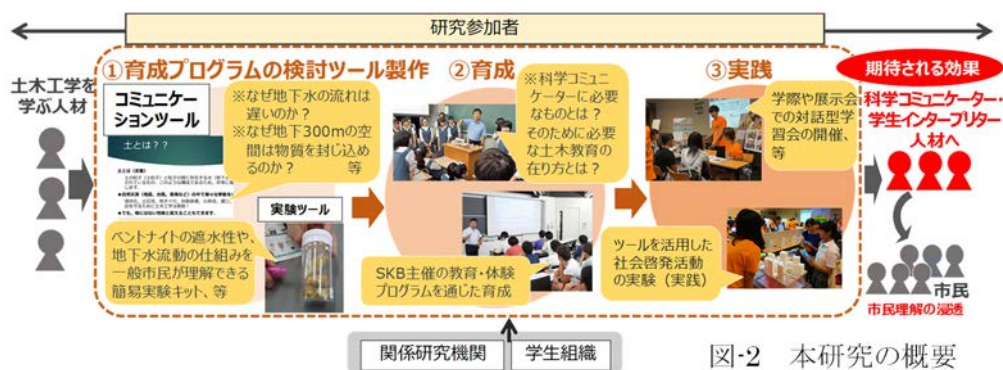 研究参加者
土木工学を
学ぶ人材
①育成プログラムの検討ツール製作
コミュニケー
ションツール
土とは??
※なぜ地下水の流れは
遅いのか?
※なぜ地下300mの空間
は物質を封じ込め
るのか? 等
実験ツール
ベントナイトの遮水性や、
地下水流動の仕組みを
一般市民が理解できる
簡易実験キット、等
②育成
※科学コミュニ
ケーターに必要
なものとは?
そのために必要
な土木教育の
在り方とは?
SKB主催の教育・体験
プログラムを通じた育成
③実践
学際や展示会
での対話型学
習会の開催、
等
ツールを活用した
社会啓発活動
の実験(実践)
期待される効果
科学コミュニケーター・
学生インタープリター
人材へ
市民
市民理解の浸透
関係研究機関
学生組織
図-2 本研究の概要